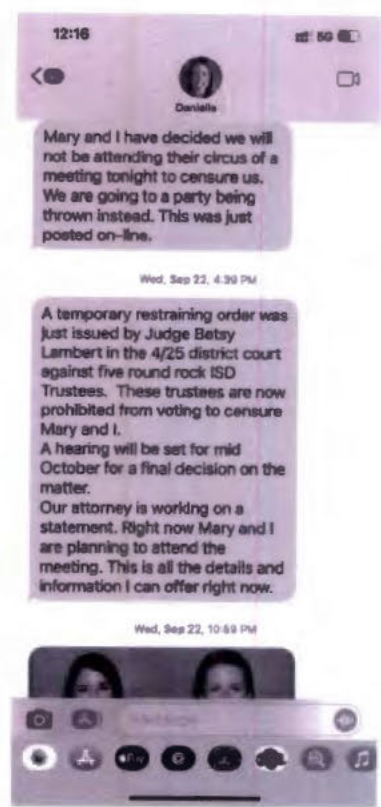 12:16
5G
Danielle
Mary and I have decided we will
not be attending their circus of a
meeting tonight to censure us.
We are going to a party being
thrown instead. This was just
posted on-line.
Wed, Sep 22, 4:39 PM
A temporary restraining order was
just issued by Judge Betsy
Lambert in the 4/25 district court
against five round rock ISD
Trustees. These trustees are now
prohibited from voting to censure
Mary and I.
A hearing will be set for mid
October for a final decision on the
matter.
Our attorney is working on a
statement. Right now Mary and I
are planning to attend the
meeting. This is all the details and
information I can offer right now.
Wed, Sep 22, 10:59 PM